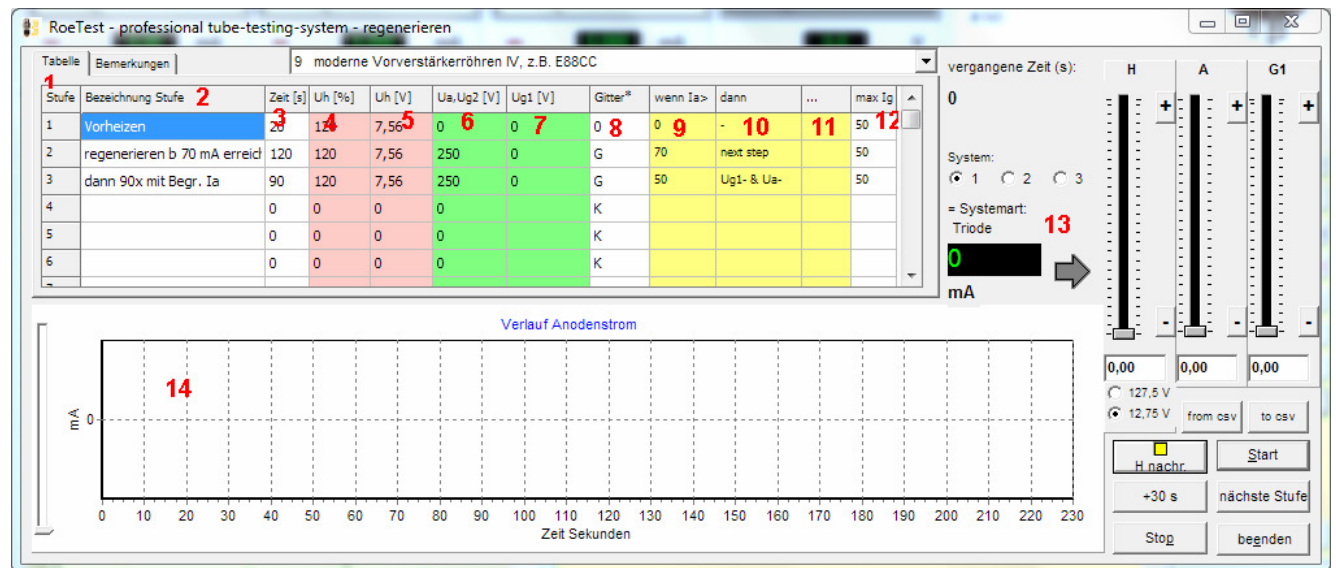 RoeTest - professional tube-testing-system - regenerieren
Tabelle Bemerkungen 9 moderne Vorverstärkerröhren IV, z.B. E88CC vergangene Zeit (s): H A G1
1 2 3 4 5 6 7 8 9 10 11 12
Stufe Bezeichnung Stufe Zeit [s] Uh [%] Uh [V] Ua,Ug2 [V] Ug1 [V] Gitter* wenn Ia> dann ... max Ig
0
1 Vorheizen 7,56 0 0 0 0 - 50
2 regenerieren b 70 mA erreich 120 120 7,56 250 0 G 70 next step 50
3 dann 90x mit Begr. Ia 90 120 7,56 250 0 G 50 Ug1- & Ua- 50
4 0 0 0 0 K
5 0 0 0 0 K
6 0 0 0 0 K
System:
1 2 3
= Systemart:
Triode 13
0
mA
+ + +
- - -
0,00 0,00 0,00
127,5 V
12,75 V from csv to csv
H nachr. Start
+30 s nächste Stufe
Stop beenden
Verlauf Anodenstrom
14
mA
0
0 10 20 30 40 50 60 70 80 90 100 110 120 130 140 150 160 170 180 190 200 210 220 230
Zeit Sekunden